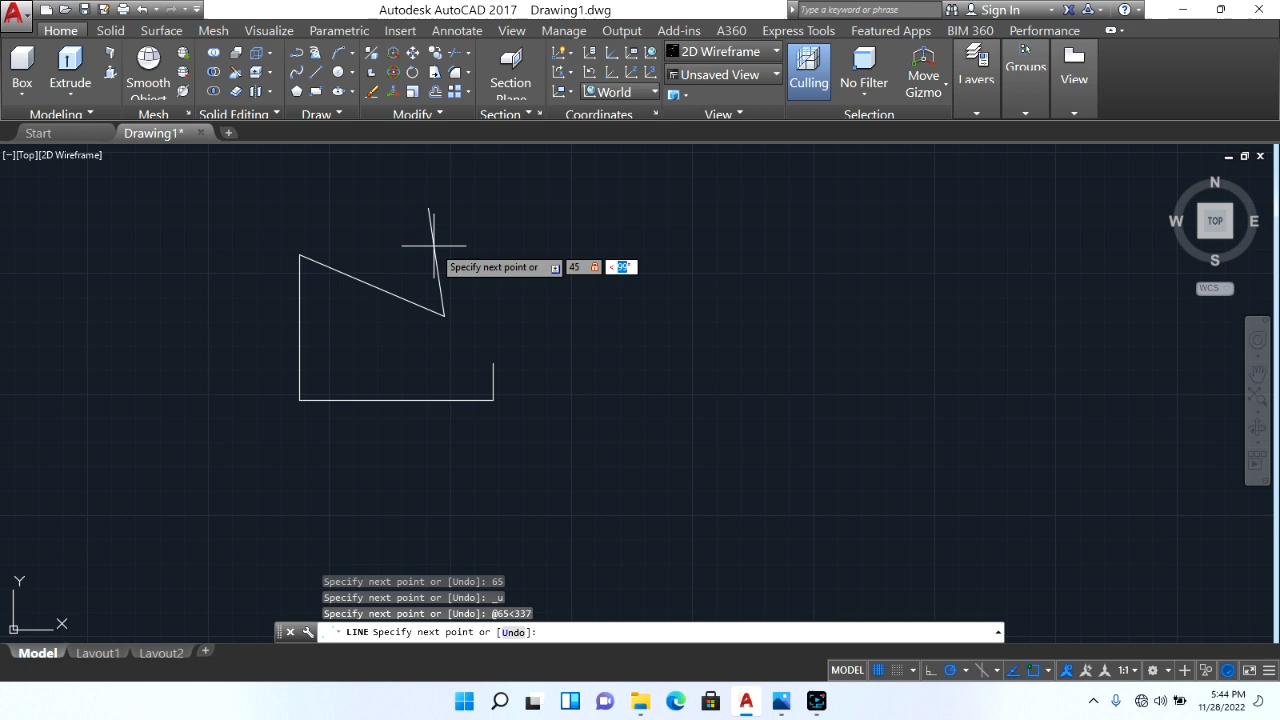 Autodesk AutoCAD 2017 Drawing1.dwg
Type a keyword or phrase
Sign In
Home Solid Surface Mesh Visualize Parametric Insert Annotate View Manage Output Add-ins A360 Express Tools Featured Apps BIM 360 Performance
Box
Extrude
Smooth
Object
Section
Plane
World
2D Wireframe
Unsaved View
Culling
No Filter
Move
Gizmo
Layers
Groups
View
Modeling Mesh Solid Editing Draw Modify Section Coordinates View Selection
Start
Drawing1*
[−][Top][2D Wireframe]
N
W TOP E
S
WCS
Specify next point or 45 < 99°
Y
X
Specify next point or [Undo]: 65
Specify next point or [Undo]: _u
Specify next point or [Undo]: @65<337
LINE Specify next point or [Undo]:
Model Layout1 Layout2
MODEL 1:1
5:44 PM
11/28/2022